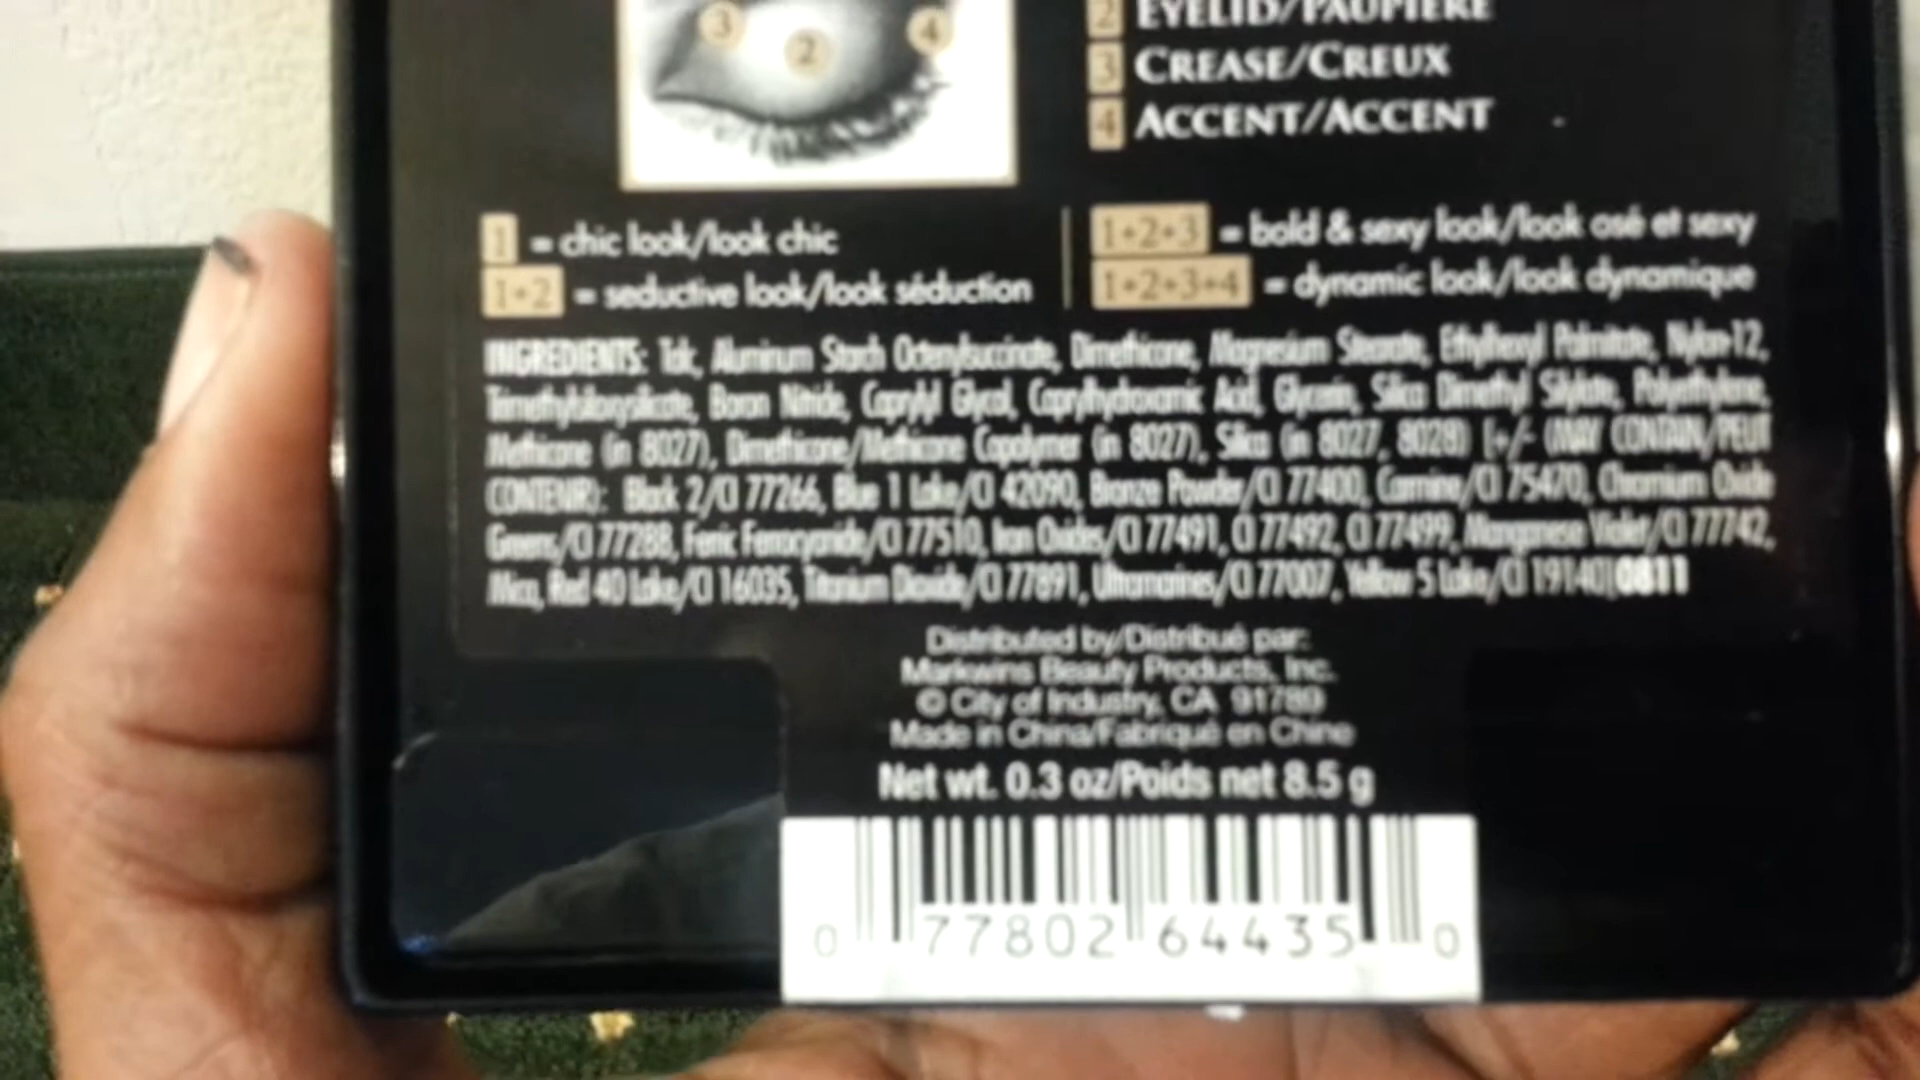 3
2
4
2 EYELID/PAUPIÈRE
3 CREASE/CREUX
4 ACCENT/ACCENT
1 = chic look/look chic
1+2 = seductive look/look séduction
1+2+3 = bold & sexy look/look osé et sexy
1+2+3+4 = dynamic look/look dynamique
INGREDIENTS: Talc, Aluminum Starch Octenylsuccinate, Dimethicone, Magnesium Stearate, Ethylhexyl Palmitate, Nylon-12,
Trimethylsiloxysilicate, Boron Nitride, Caprylyl Glycol, Caprylhydroxamic Acid, Glycerin, Silica Dimethyl Silylate, Polyethylene,
Methicone (in 8027), Dimethicone/Methicone Copolymer (in 8027), Silica (in 8027, 8028) [+/- (MAY CONTAIN/PEUT
CONTENIR): Black 2/CI 77266, Blue 1 Lake/CI 42090, Bronze Powder/CI 77400, Carmine/CI 75470, Chromium Oxide
Greens/CI 77288, Ferric Ferrocyanide/CI 77510, Iron Oxides/CI 77491, CI 77492, CI 77499, Manganese Violet/CI 77742,
Mica, Red 40 Lake/CI 16035, Titanium Dioxide/CI 77891, Ultramarines/CI 77007, Yellow 5 Lake/CI 19140] 0811
Distributed by/Distribué par:
Markwins Beauty Products, Inc.
© City of Industry, CA 91789
Made in China/Fabriqué en Chine
Net wt. 0.3 oz/Poids net 8.5 g
0 77802 64435 0